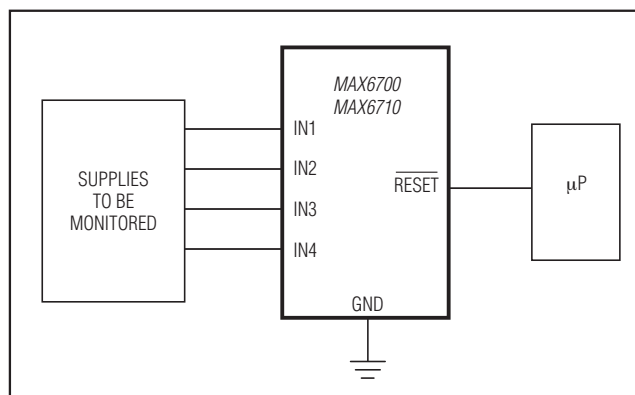 MAX6700
MAX6710
SUPPLIES
TO BE
MONITORED
IN1
IN2
IN3
IN4
RESET
GND
μP